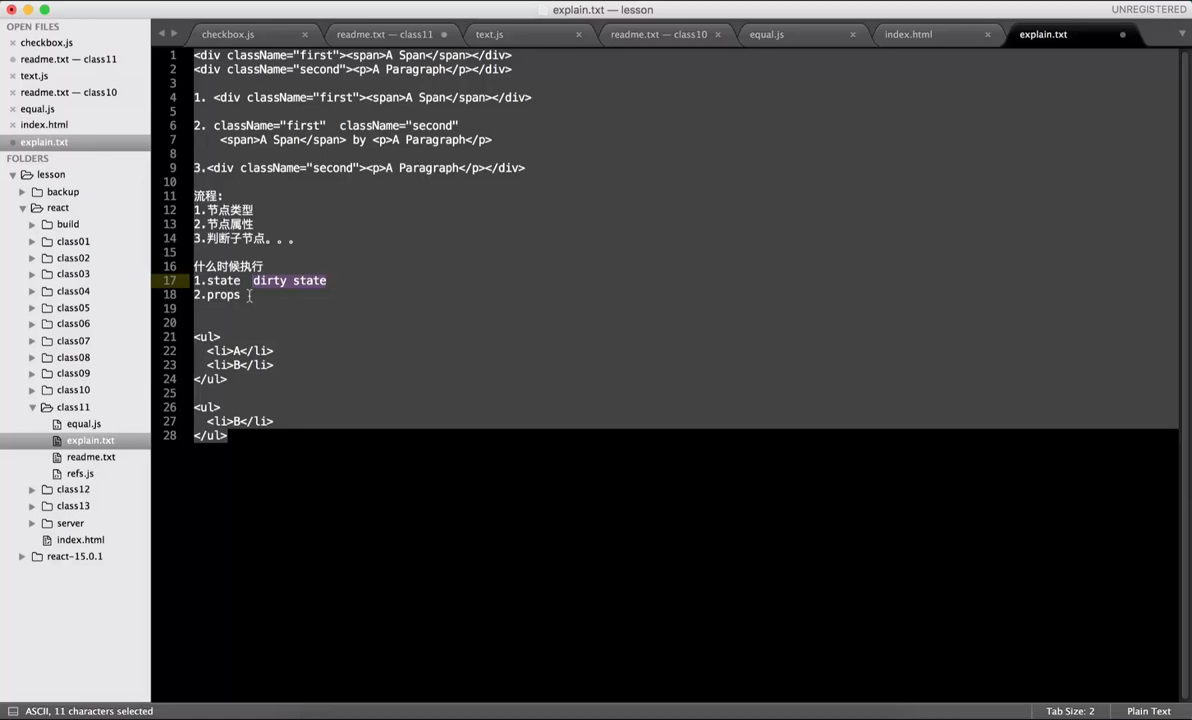 explain.txt — lesson
UNREGISTERED
OPEN FILES
checkbox.js
readme.txt — class11
text.js
readme.txt — class10
equal.js
index.html
explain.txt
FOLDERS
lesson
backup
react
build
class01
class02
class03
class04
class05
class06
class07
class08
class09
class10
class11
equal.js
explain.txt
readme.txt
refs.js
class12
class13
server
index.html
react-15.0.1
checkbox.js
readme.txt — class11
text.js
readme.txt — class10
equal.js
index.html
explain.txt
1 <div className="first"><span>A Span</span></div>
2 <div className="second"><p>A Paragraph</p></div>
3
4 1. <div className="first"><span>A Span</span></div>
5
6 2. className="first"  className="second"
7 <span>A Span</span> by <p>A Paragraph</p>
8
9 3.<div className="second"><p>A Paragraph</p></div>
10
11 流程:
12 1.节点类型
13 2.节点属性
14 3.判断子节点。。。
15
16 什么时候执行
17 1.state  dirty state
18 2.props
19
20
21 <ul>
22 <li>A</li>
23 <li>B</li>
24 </ul>
25
26 <ul>
27 <li>B</li>
28 </ul>
ASCII, 11 characters selected
Tab Size: 2
Plain Text